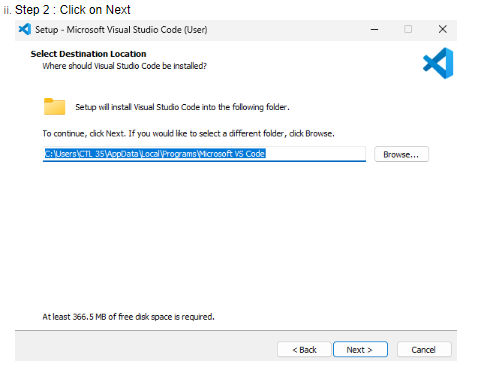 ii. Step 2 : Click on Next
Setup - Microsoft Visual Studio Code (User)
Select Destination Location
Where should Visual Studio Code be installed?
Setup will install Visual Studio Code into the following folder.
To continue, click Next. If you would like to select a different folder, click Browse.
C:\Users\CTL 35\AppData\Local\Programs\Microsoft VS Code
Browse...
At least 366.5 MB of free disk space is required.
< Back Next > Cancel